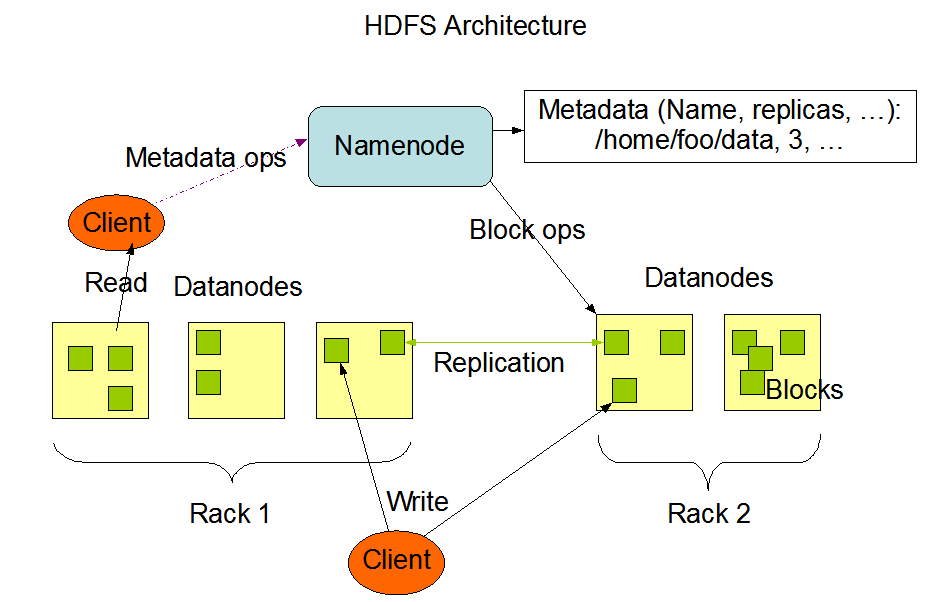 HDFS Architecture
Metadata (Name, replicas, …):
/home/foo/data, 3, …
Namenode
Metadata ops
Client
Block ops
Read
Datanodes
Datanodes
Replication
Blocks
Write
Rack 1
Rack 2
Client